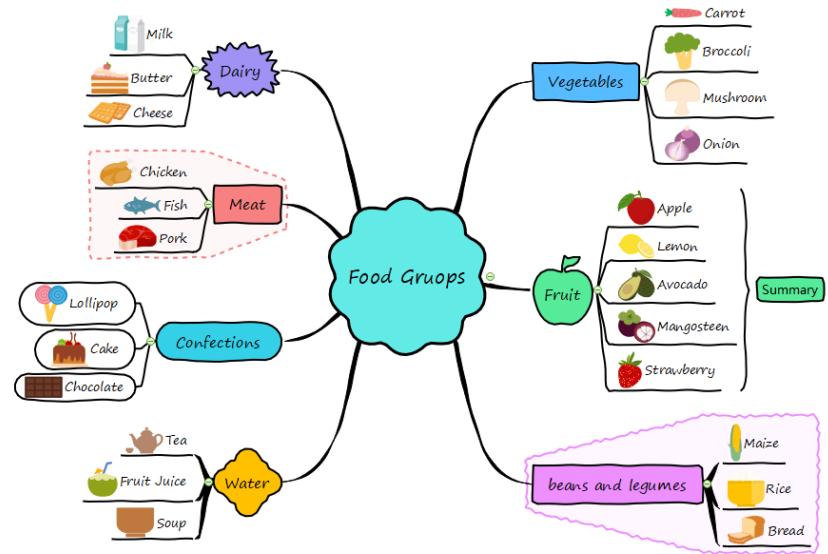 Food Gruops
Dairy
Milk
Butter
Cheese
Meat
Chicken
Fish
Pork
Confections
Lollipop
Cake
Chocolate
Water
Tea
Fruit Juice
Soup
Vegetables
Carrot
Broccoli
Mushroom
Onion
Fruit
Apple
Lemon
Avocado
Mangosteen
Strawberry
Summary
beans and legumes
Maize
Rice
Bread